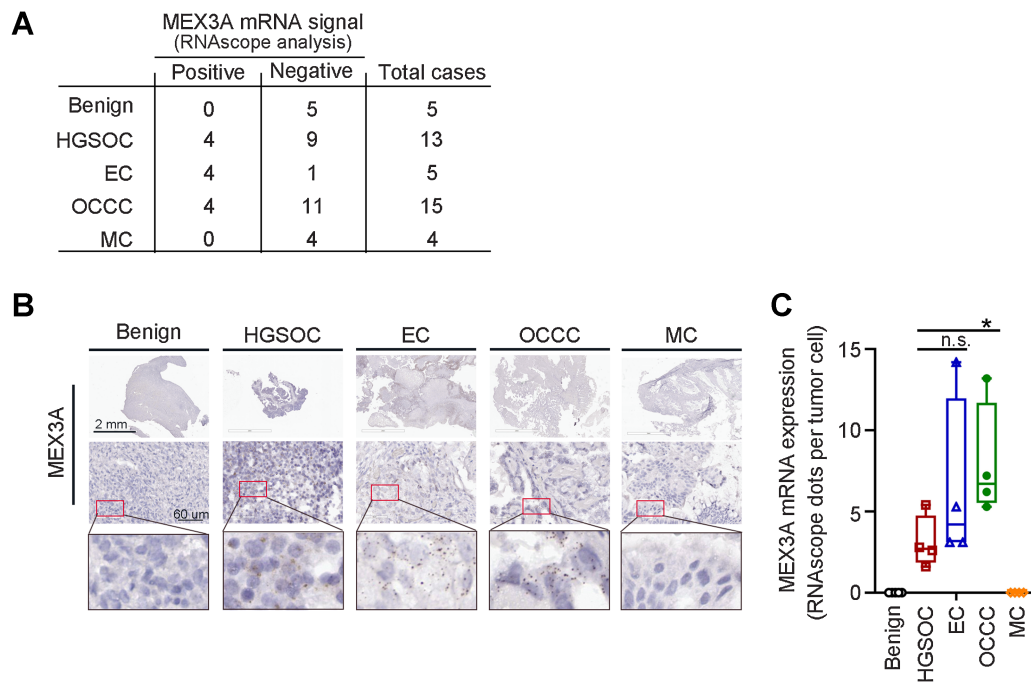 A
MEX3A mRNA signal
(RNAscope analysis)
Positive Negative Total cases
Benign 0 5 5
HGSOC 4 9 13
EC 4 1 5
OCCC 4 11 15
MC 0 4 4
B
Benign HGSOC EC OCCC MC
MEX3A
2 mm
60 um
C
MEX3A mRNA expression
(RNAscope dots per tumor cell)
*
n.s.
15
10
5
0
Benign
HGSOC
EC
OCCC
MC